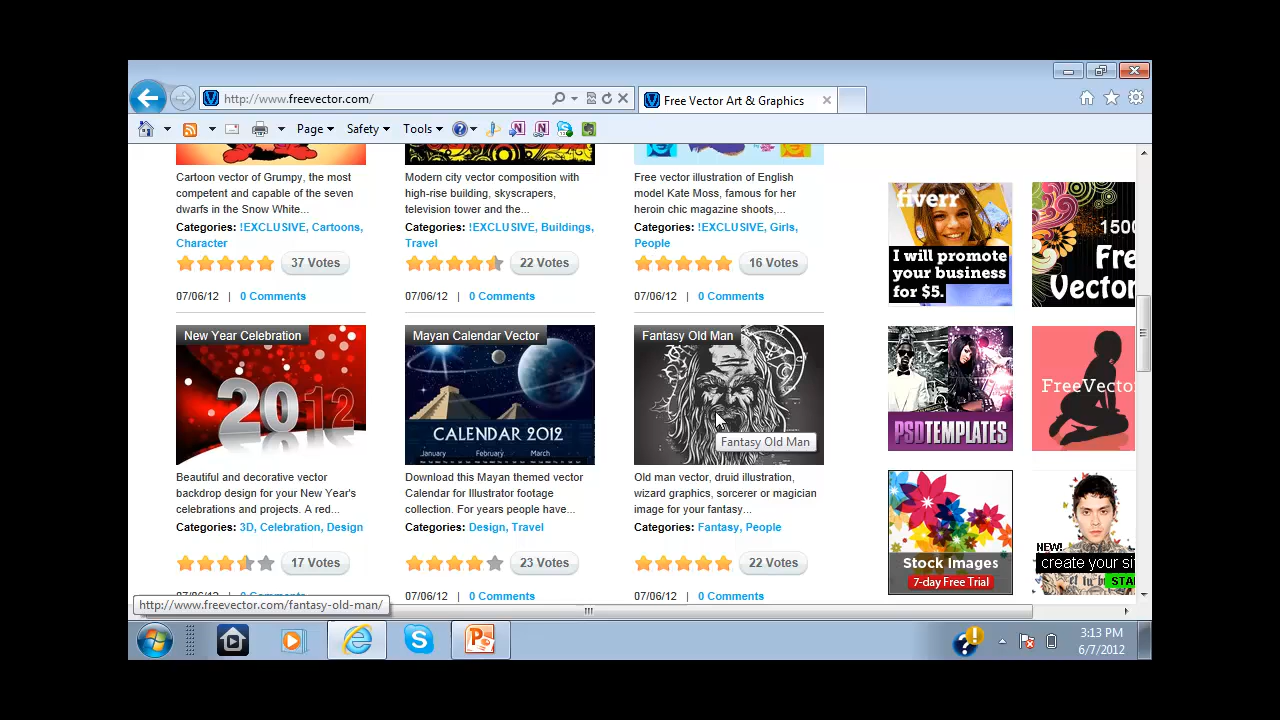 http://www.freevector.com/
Free Vector Art & Graphics
Page
Safety
Tools
Cartoon vector of Grumpy, the most
competent and capable of the seven
dwarfs in the Snow White...
Categories: !EXCLUSIVE, Cartoons,
Character
37 Votes
07/06/12 | 0 Comments
Modern city vector composition with
high-rise building, skyscrapers,
television tower and the...
Categories: !EXCLUSIVE, Buildings,
Travel
22 Votes
07/06/12 | 0 Comments
Free vector illustration of English
model Kate Moss, famous for her
heroin chic magazine shoots,...
Categories: !EXCLUSIVE, Girls,
People
16 Votes
07/06/12 | 0 Comments
New Year Celebration
2012
Beautiful and decorative vector
backdrop design for your New Year's
celebrations and projects. A red...
Categories: 3D, Celebration, Design
17 Votes
0 Comments
Mayan Calendar Vector
CALENDAR 2012
January February March
Download this Mayan themed vector
Calendar for Illustrator footage
collection. For years people have...
Categories: Design, Travel
23 Votes
07/06/12 | 0 Comments
Fantasy Old Man
Fantasy Old Man
Old man vector, druid illustration,
wizard graphics, sorcerer or magician
image for your fantasy...
Categories: Fantasy, People
22 Votes
07/06/12 | 0 Comments
fiverr
I will promote
your business
for $5.
1500
Fre
Vector
PSDTEMPLATES
FreeVecto
Stock Images
7-day Free Trial
NEW!
create your si
STA
http://www.freevector.com/fantasy-old-man/
3:13 PM
6/7/2012